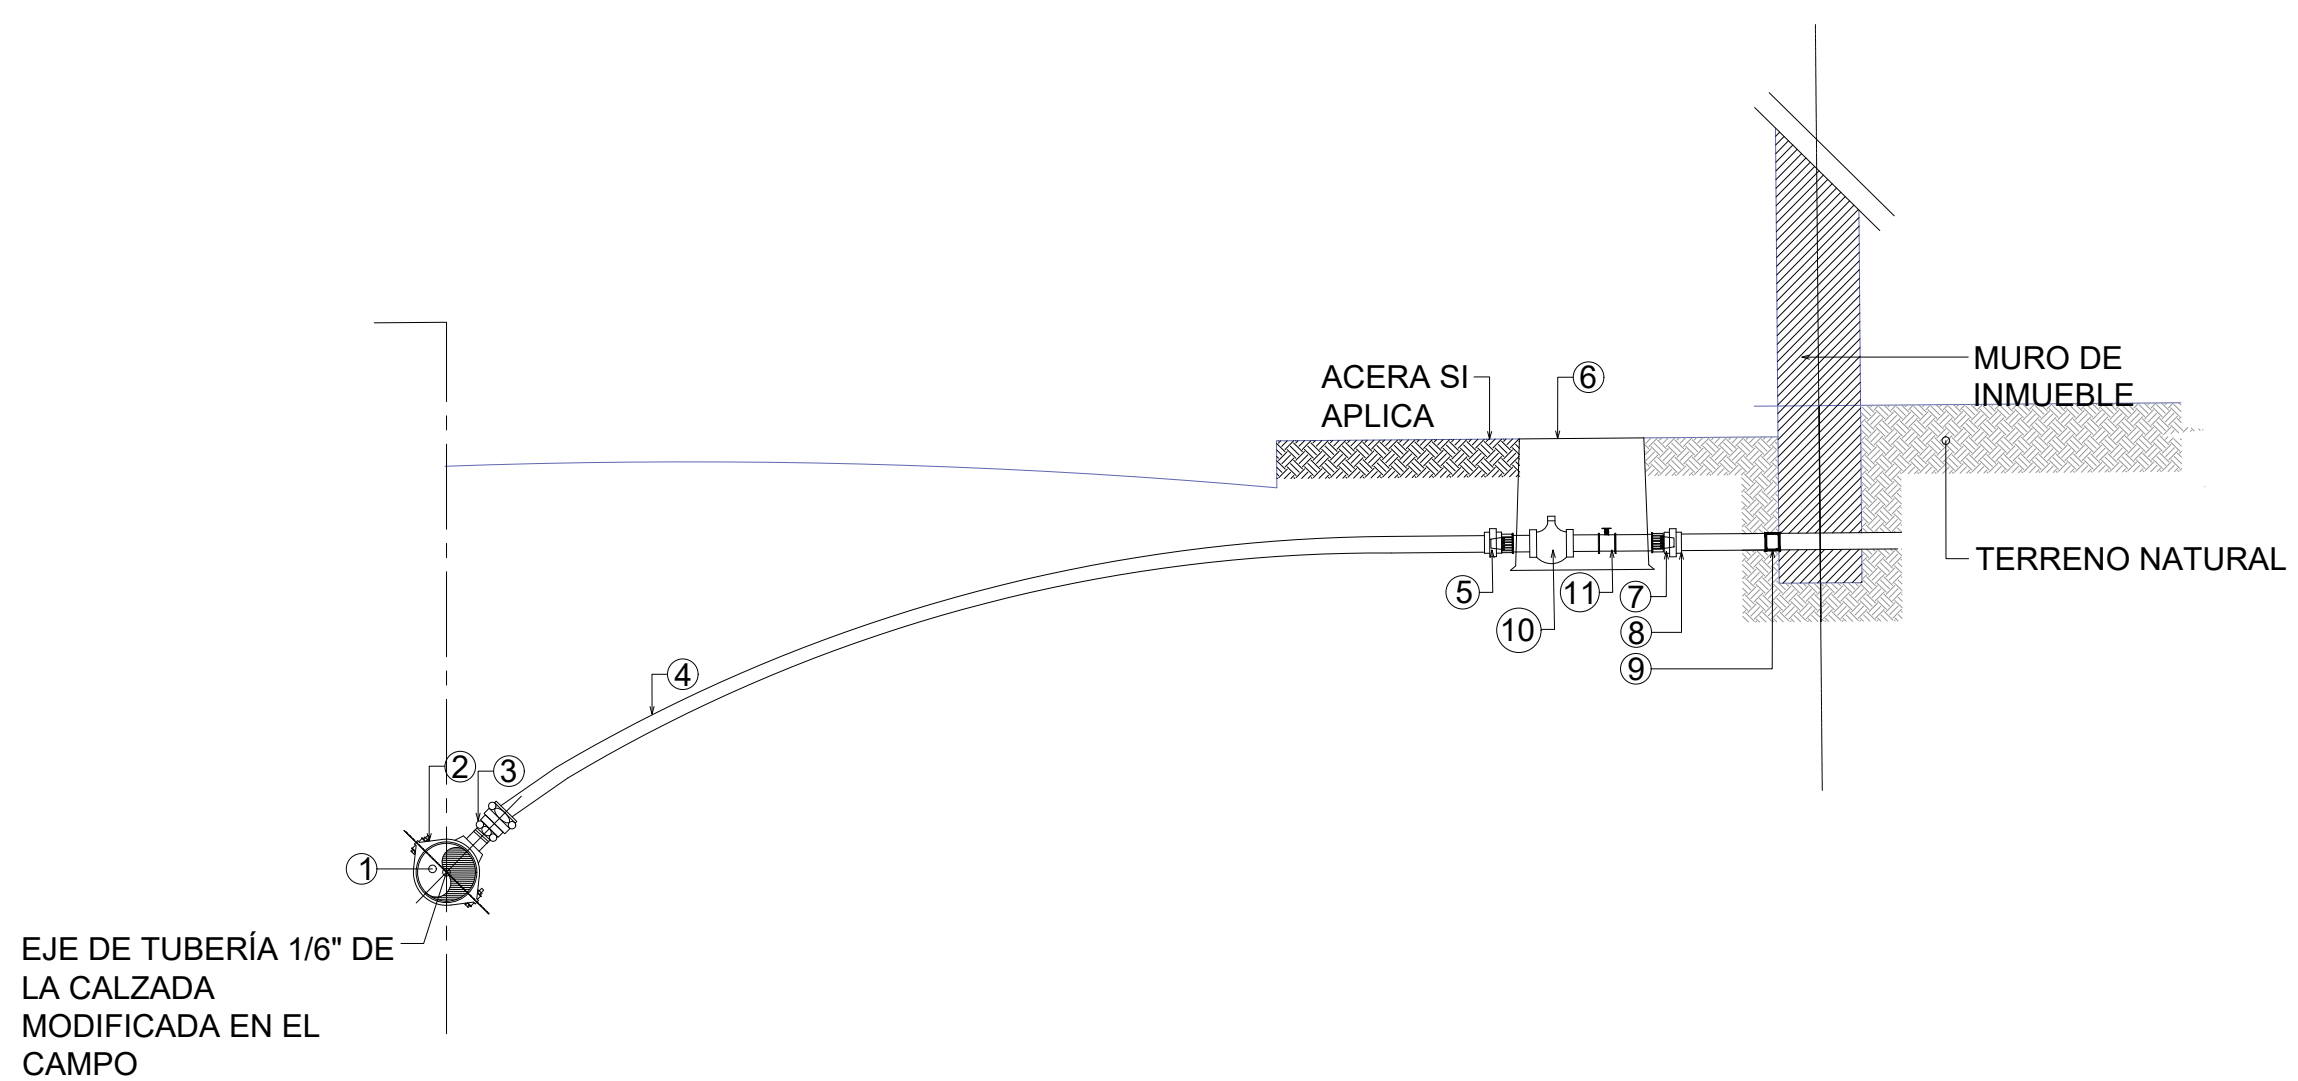 MURO DE
INMUEBLE
ACERA SI
APLICA
6
TERRENO NATURAL
5
11
7
10
8
9
4
2
3
1
EJE DE TUBERÍA 1/6" DE
LA CALZADA
MODIFICADA EN EL
CAMPO